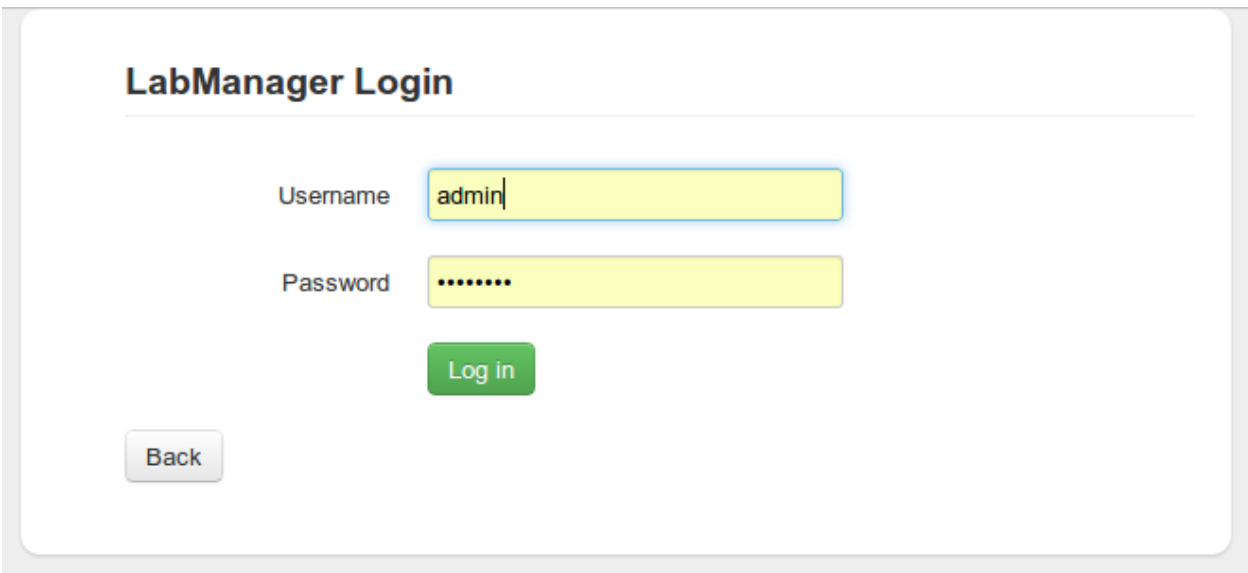 LabManager Login
Username admin
Password ••••••••
Log in
Back